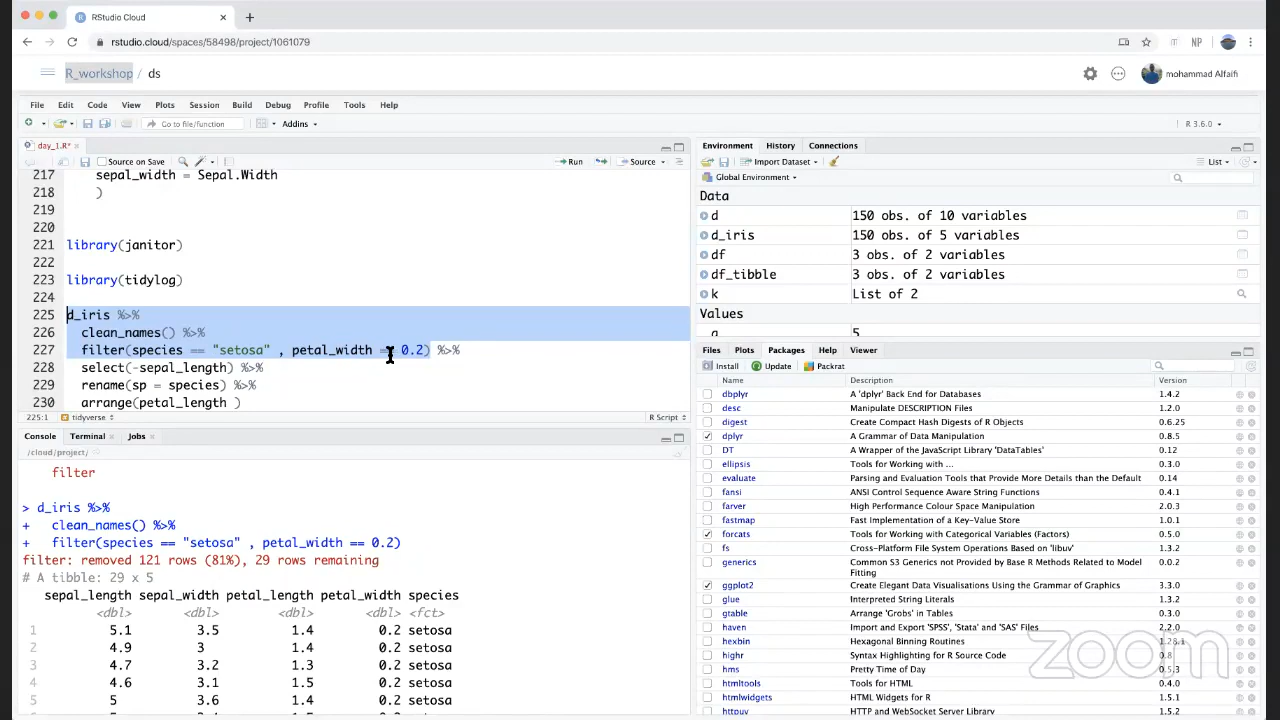 RStudio Cloud
rstudio.cloud/spaces/58498/project/1061079
NP
R_workshop / ds
mohammad Alfaifi
File Edit Code View Plots Session Build Debug Profile Tools Help
Go to file/function
Addins
R 3.6.0
day_1.R*
Source on Save
Run
Source
217 sepal_width = Sepal.Width
218 )
219
220
221 library(janitor)
222
223 library(tidylog)
224
225 d_iris %>%
226 clean_names() %>%
227 filter(species == "setosa" , petal_width == 0.2) %>%
228 select(-sepal_length) %>%
229 rename(sp = species) %>%
230 arrange(petal_length )
225:1 tidyverse
R Script
Console Terminal Jobs
/cloud/project/
filter
> d_iris %>%
+ clean_names() %>%
+ filter(species == "setosa" , petal_width == 0.2)
filter: removed 121 rows (81%), 29 rows remaining
# A tibble: 29 x 5
sepal_length sepal_width petal_length petal_width species
<dbl> <dbl> <dbl> <dbl> <fct>
1 5.1 3.5 1.4 0.2 setosa
2 4.9 3 1.4 0.2 setosa
3 4.7 3.2 1.3 0.2 setosa
4 4.6 3.1 1.5 0.2 setosa
5 5 3.6 1.4 0.2 setosa
Environment History Connections
Import Dataset
List
Global Environment
Data
d 150 obs. of 10 variables
d_iris 150 obs. of 5 variables
df 3 obs. of 2 variables
df_tibble 3 obs. of 2 variables
k List of 2
Values
a 5
Files Plots Packages Help Viewer
Install Update Packrat
Name Description Version
dbplyr A 'dplyr' Back End for Databases 1.4.2
desc Manipulate DESCRIPTION Files 1.2.0
digest Create Compact Hash Digests of R Objects 0.6.25
dplyr A Grammar of Data Manipulation 0.8.5
DT A Wrapper of the JavaScript Library 'DataTables' 0.12
ellipsis Tools for Working with ... 0.3.0
evaluate Parsing and Evaluation Tools that Provide More Details than the Default 0.14
fansi ANSI Control Sequence Aware String Functions 0.4.1
farver High Performance Colour Space Manipulation 2.0.3
fastmap Fast Implementation of a Key-Value Store 1.0.1
forcats Tools for Working with Categorical Variables (Factors) 0.5.0
fs Cross-Platform File System Operations Based on 'libuv' 1.3.2
generics Common S3 Generics not Provided by Base R Methods Related to Model Fitting 0.0.2
ggplot2 Create Elegant Data Visualisations Using the Grammar of Graphics 3.3.0
glue Interpreted String Literals 1.3.2
gtable Arrange 'Grobs' in Tables 0.3.0
haven Import and Export 'SPSS', 'Stata' and 'SAS' Files 2.2.0
hexbin Hexagonal Binning Routines 1.28.1
highr Syntax Highlighting for R Source Code 0.8
hms Pretty Time of Day 0.5.3
htmltools Tools for HTML 0.4.0
htmlwidgets HTML Widgets for R 1.5.1
httpuv HTTP and WebSocket Server Library 1.5.2
zoom